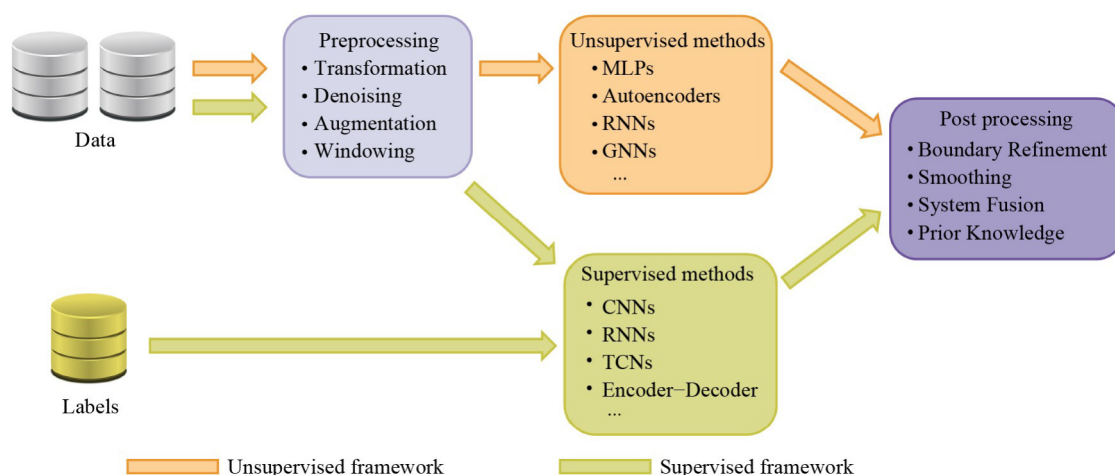 Data
Preprocessing
• Transformation
• Denoising
• Augmentation
• Windowing
Unsupervised methods
• MLPs
• Autoencoders
• RNNs
• GNNs
...
Post processing
• Boundary Refinement
• Smoothing
• System Fusion
• Prior Knowledge
Labels
Supervised methods
• CNNs
• RNNs
• TCNs
• Encoder−Decoder
...
Unsupervised framework
Supervised framework